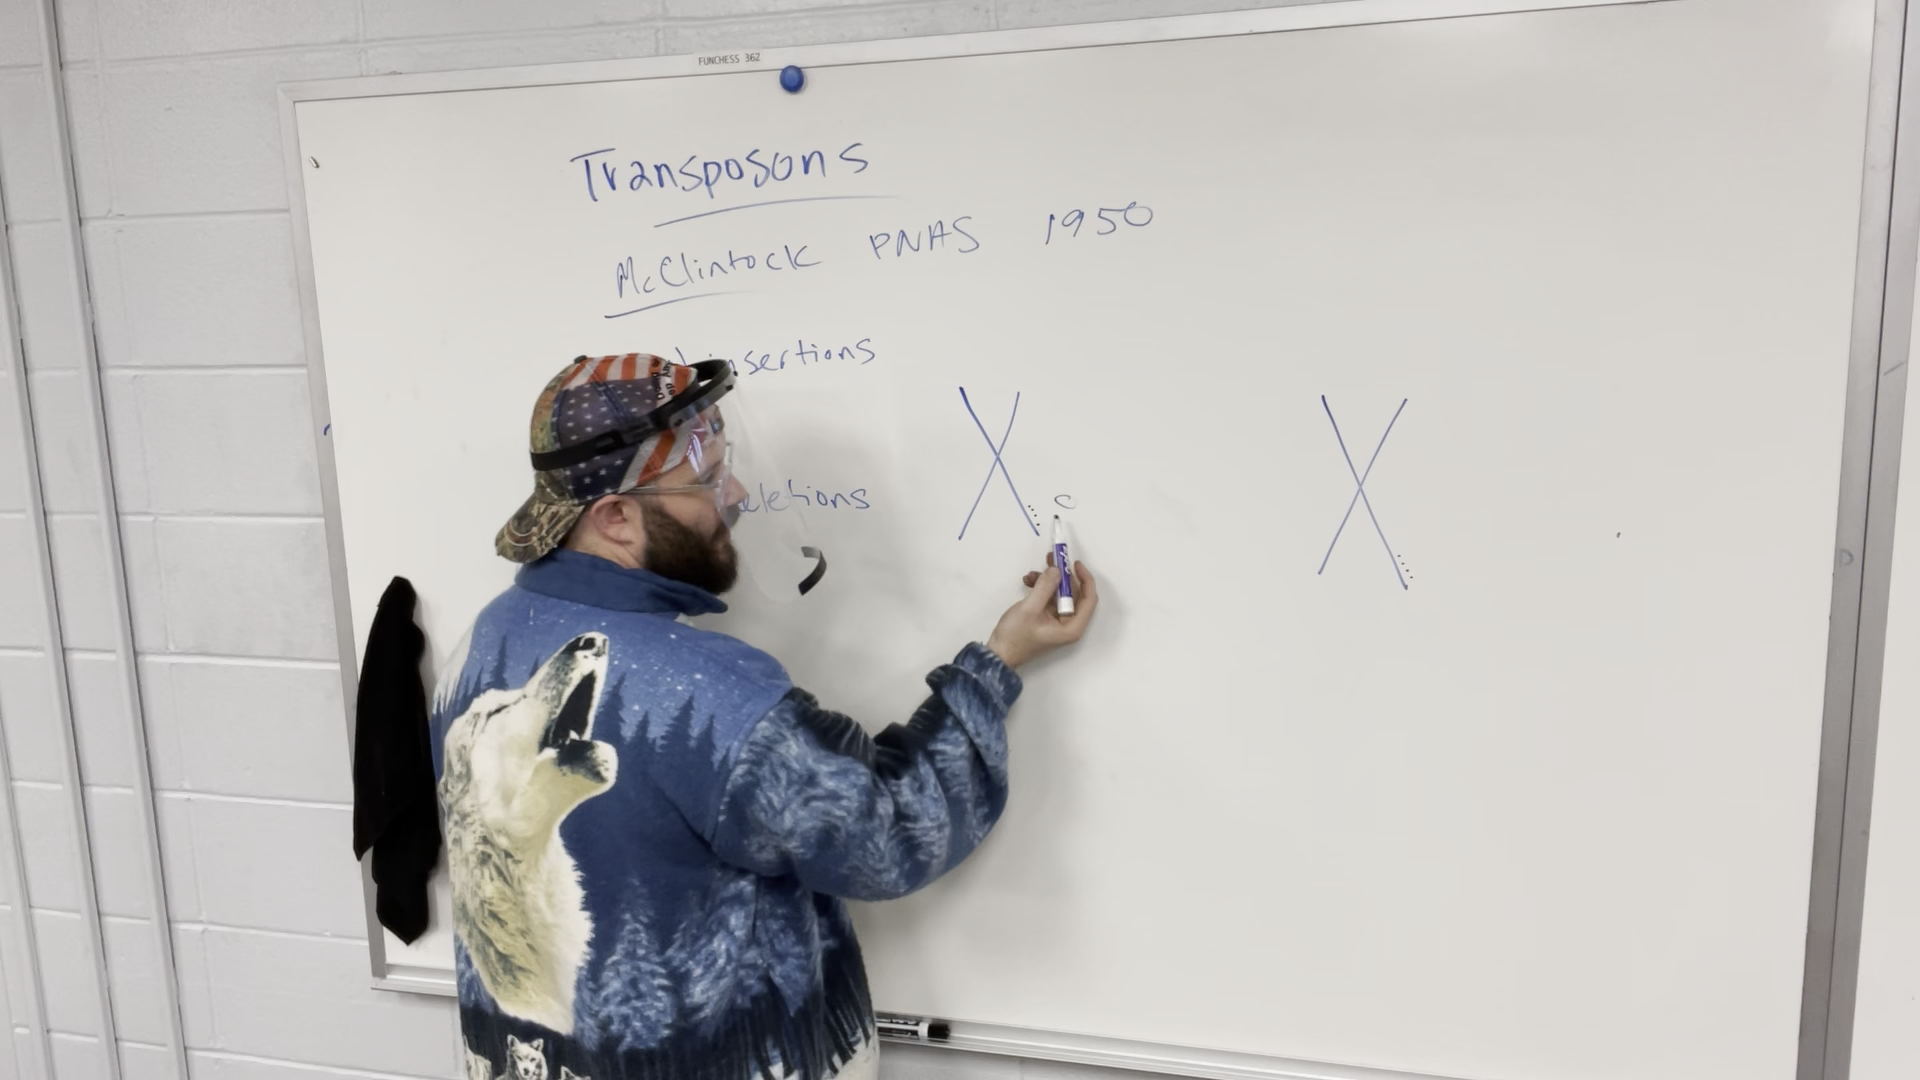 FUNCHESS 362
Transposons
McClintock PNAS 1950
insertions
eletions
c